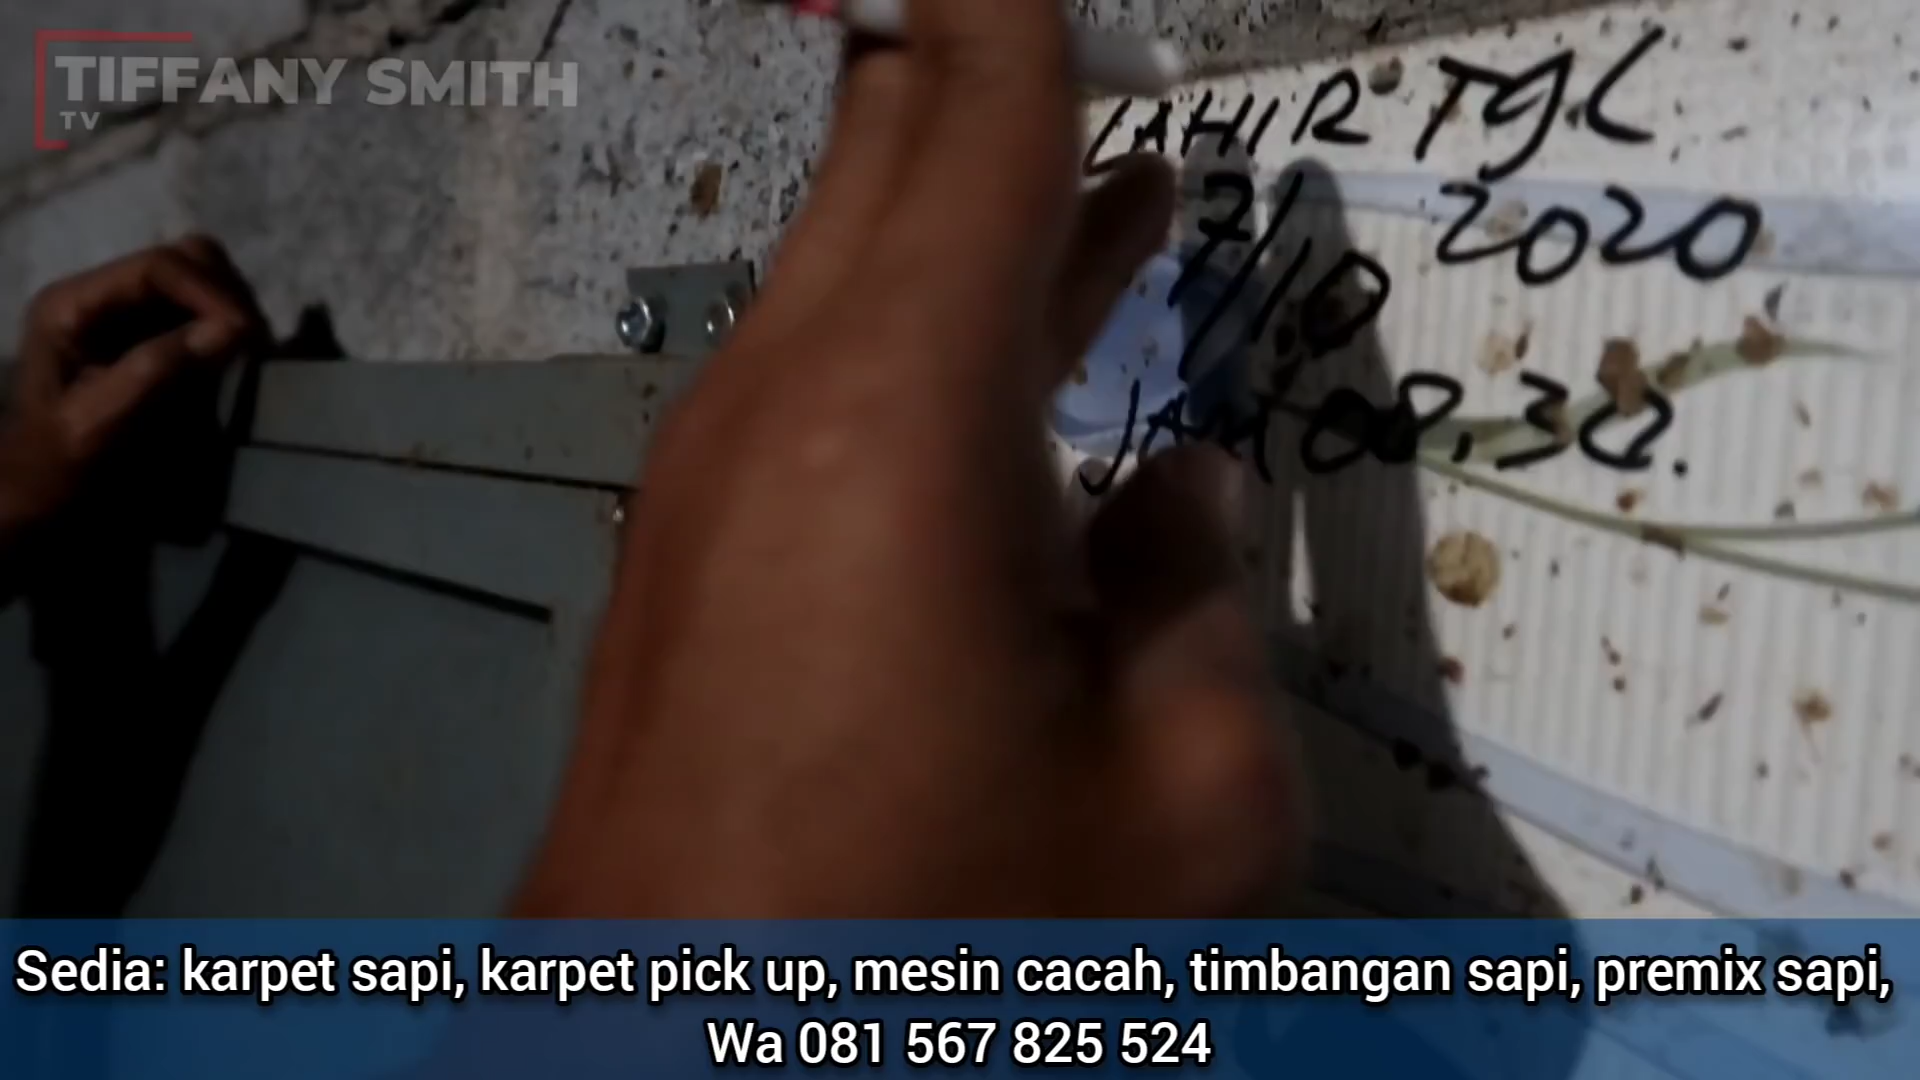 TIFFANY SMITH
TV
LAHIR TGL
7/10 2020
JAM 08.30.
Sedia: karpet sapi, karpet pick up, mesin cacah, timbangan sapi, premix sapi,
Wa 081 567 825 524